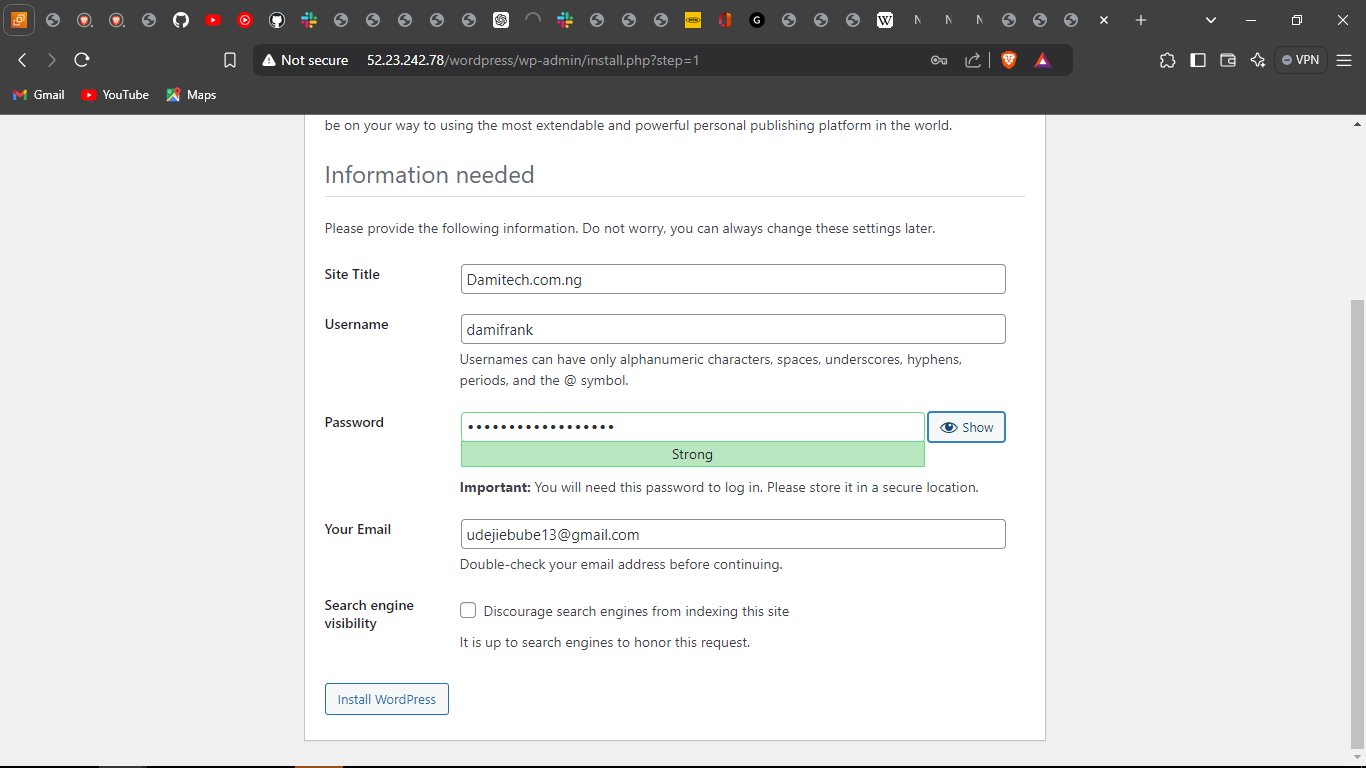 Not secure 52.23.242.78/wordpress/wp-admin/install.php?step=1
VPN
Gmail YouTube Maps
be on your way to using the most extendable and powerful personal publishing platform in the world.
Information needed
Please provide the following information. Do not worry, you can always change these settings later.
Site Title
Damitech.com.ng
Username
damifrank
Usernames can have only alphanumeric characters, spaces, underscores, hyphens,
periods, and the @ symbol.
Password
•••••••••••••••••• Show
Strong
Important: You will need this password to log in. Please store it in a secure location.
Your Email
udejiebube13@gmail.com
Double-check your email address before continuing.
Search engine
visibility
Discourage search engines from indexing this site
It is up to search engines to honor this request.
Install WordPress